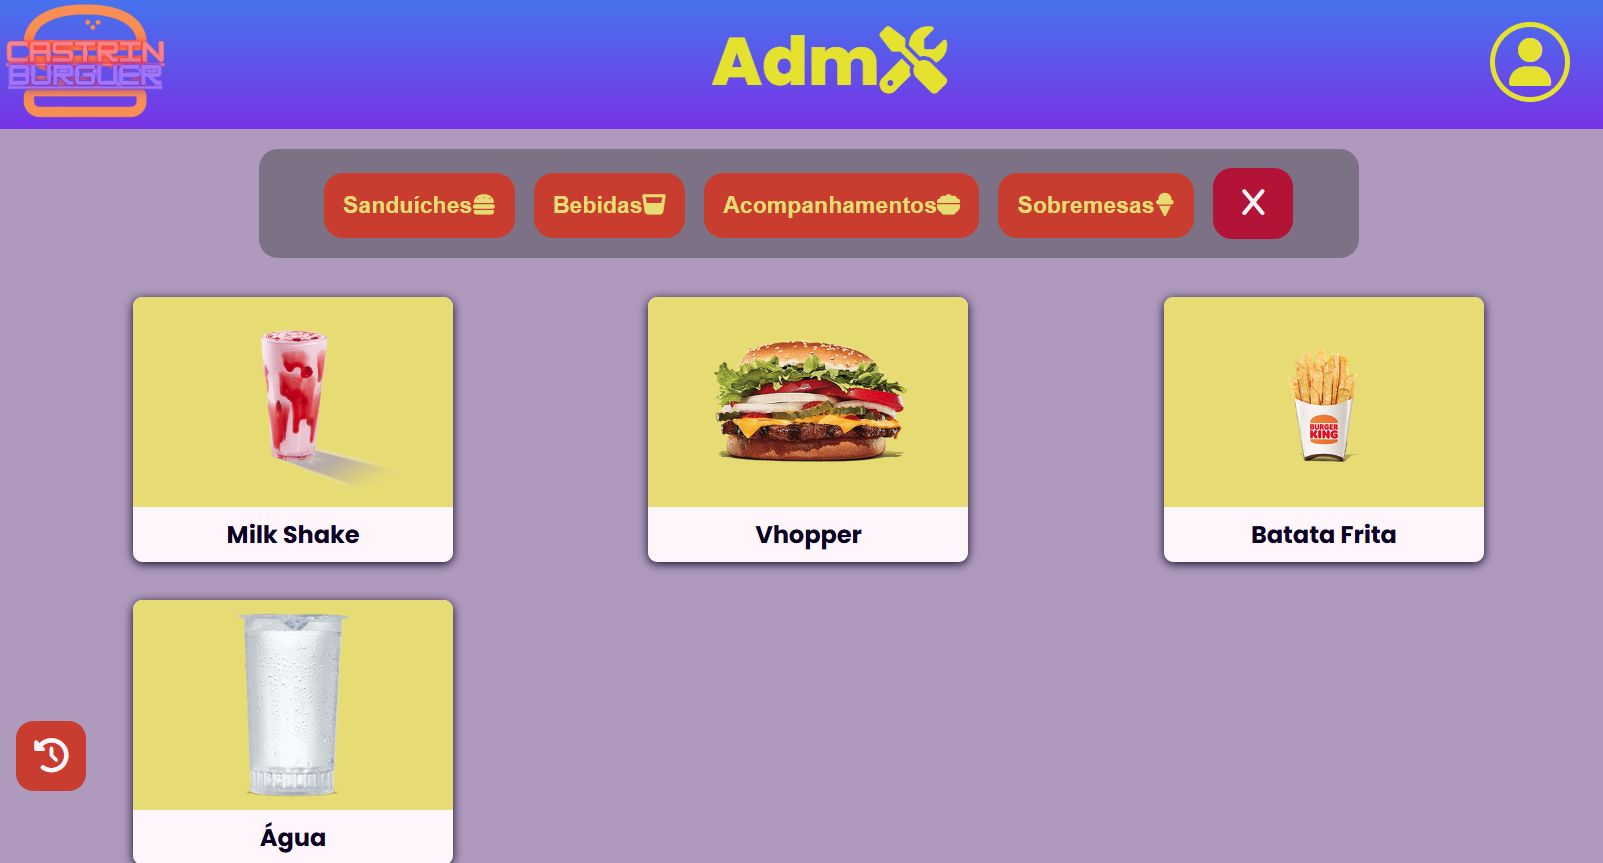 CASTRIN
BURGUER
Adm
Sanduíches
Bebidas
Acompanhamentos
Sobremesas
X
BURGER
KING
Milk Shake
Vhopper
Batata Frita
Água